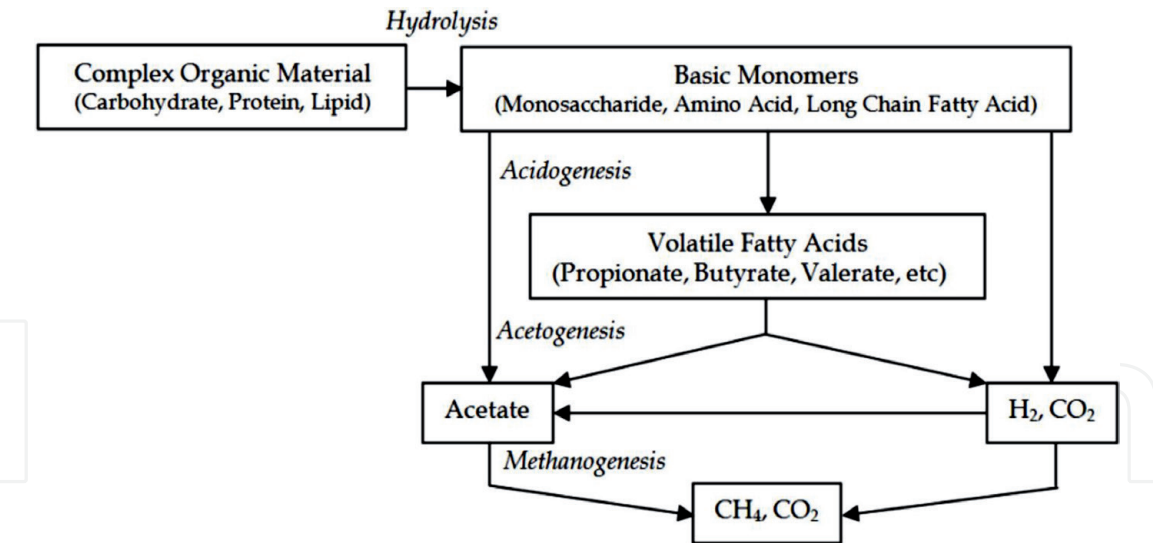 Hydrolysis
Complex Organic Material
(Carbohydrate, Protein, Lipid)
Basic Monomers
(Monosaccharide, Amino Acid, Long Chain Fatty Acid)
Acidogenesis
Volatile Fatty Acids
(Propionate, Butyrate, Valerate, etc)
Acetogenesis
Acetate
H₂, CO₂
Methanogenesis
CH₄, CO₂